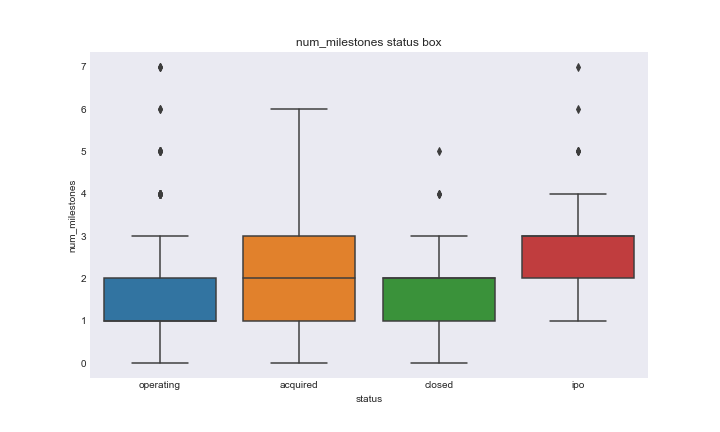 num_milestones status box
7
6
5
4
3
2
1
0
num_milestones
operating acquired closed ipo
status